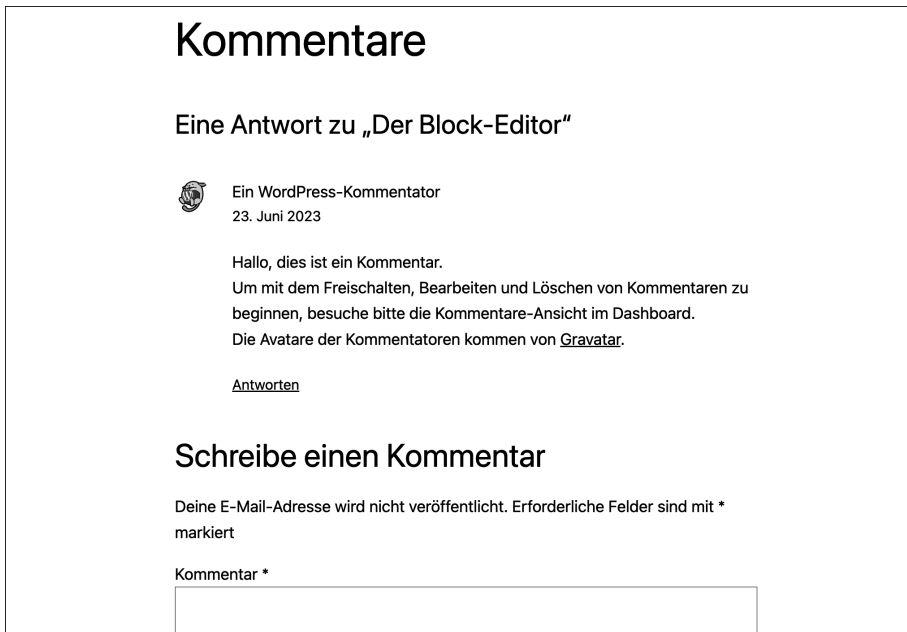 Kommentare
Eine Antwort zu „Der Block-Editor“
Ein WordPress-Kommentator
23. Juni 2023
Hallo, dies ist ein Kommentar.
Um mit dem Freischalten, Bearbeiten und Löschen von Kommentaren zu
beginnen, besuche bitte die Kommentare-Ansicht im Dashboard.
Die Avatare der Kommentatoren kommen von Gravatar.
Antworten
Schreibe einen Kommentar
Deine E-Mail-Adresse wird nicht veröffentlicht. Erforderliche Felder sind mit *
markiert
Kommentar *